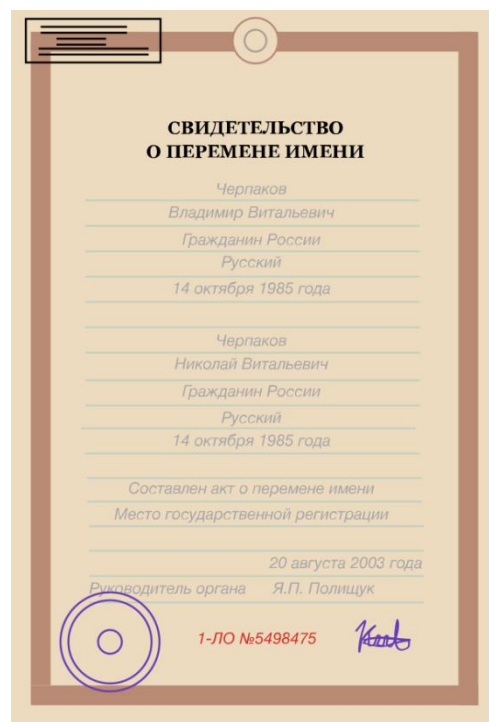 СВИДЕТЕЛЬСТВО
О ПЕРЕМЕНЕ ИМЕНИ
Черпаков
Владимир Витальевич
Гражданин России
Русский
14 октября 1985 года
Черпаков
Николай Витальевич
Гражданин России
Русский
14 октября 1985 года
Составлен акт о перемене имени
Место государственной регистрации
20 августа 2003 года
Руководитель органа Я.П. Полищук
1-ЛО №5498475